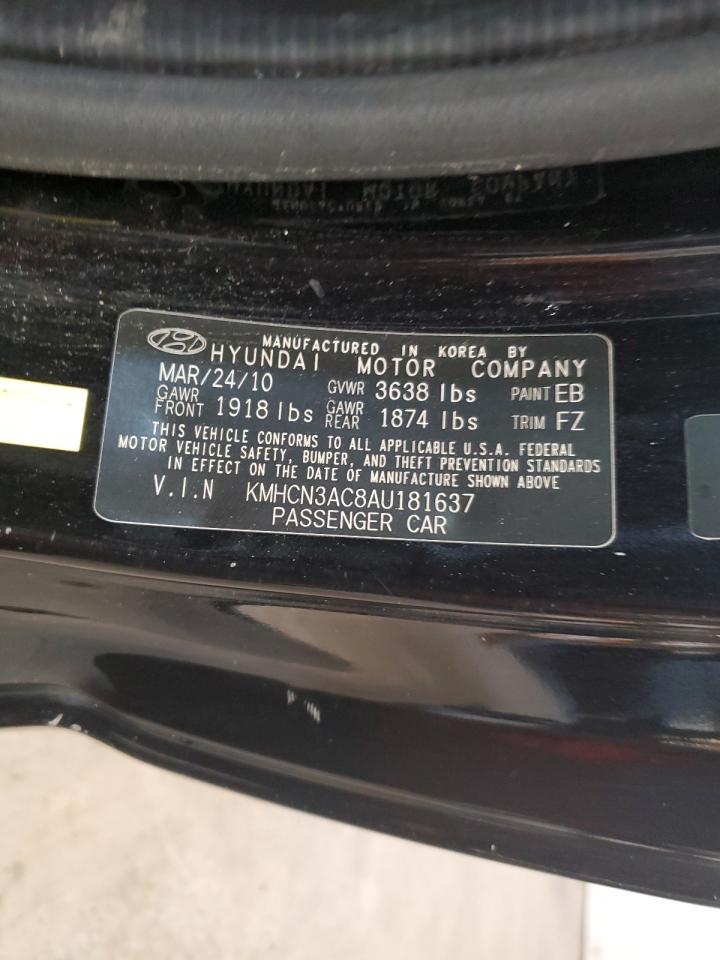 MANUFACTURED IN KOREA BY
HYUNDAI MOTOR COMPANY
MAR/24/10 GVWR 3638 lbs PAINT EB
GAWR FRONT 1918 lbs GAWR REAR 1874 lbs TRIM FZ
THIS VEHICLE CONFORMS TO ALL APPLICABLE U.S.A. FEDERAL
MOTOR VEHICLE SAFETY, BUMPER, AND THEFT PREVENTION STANDARDS
IN EFFECT ON THE DATE OF MANUFACTURE SHOWN ABOVE
V.I.N KMHCN3AC8AU181637
PASSENGER CAR